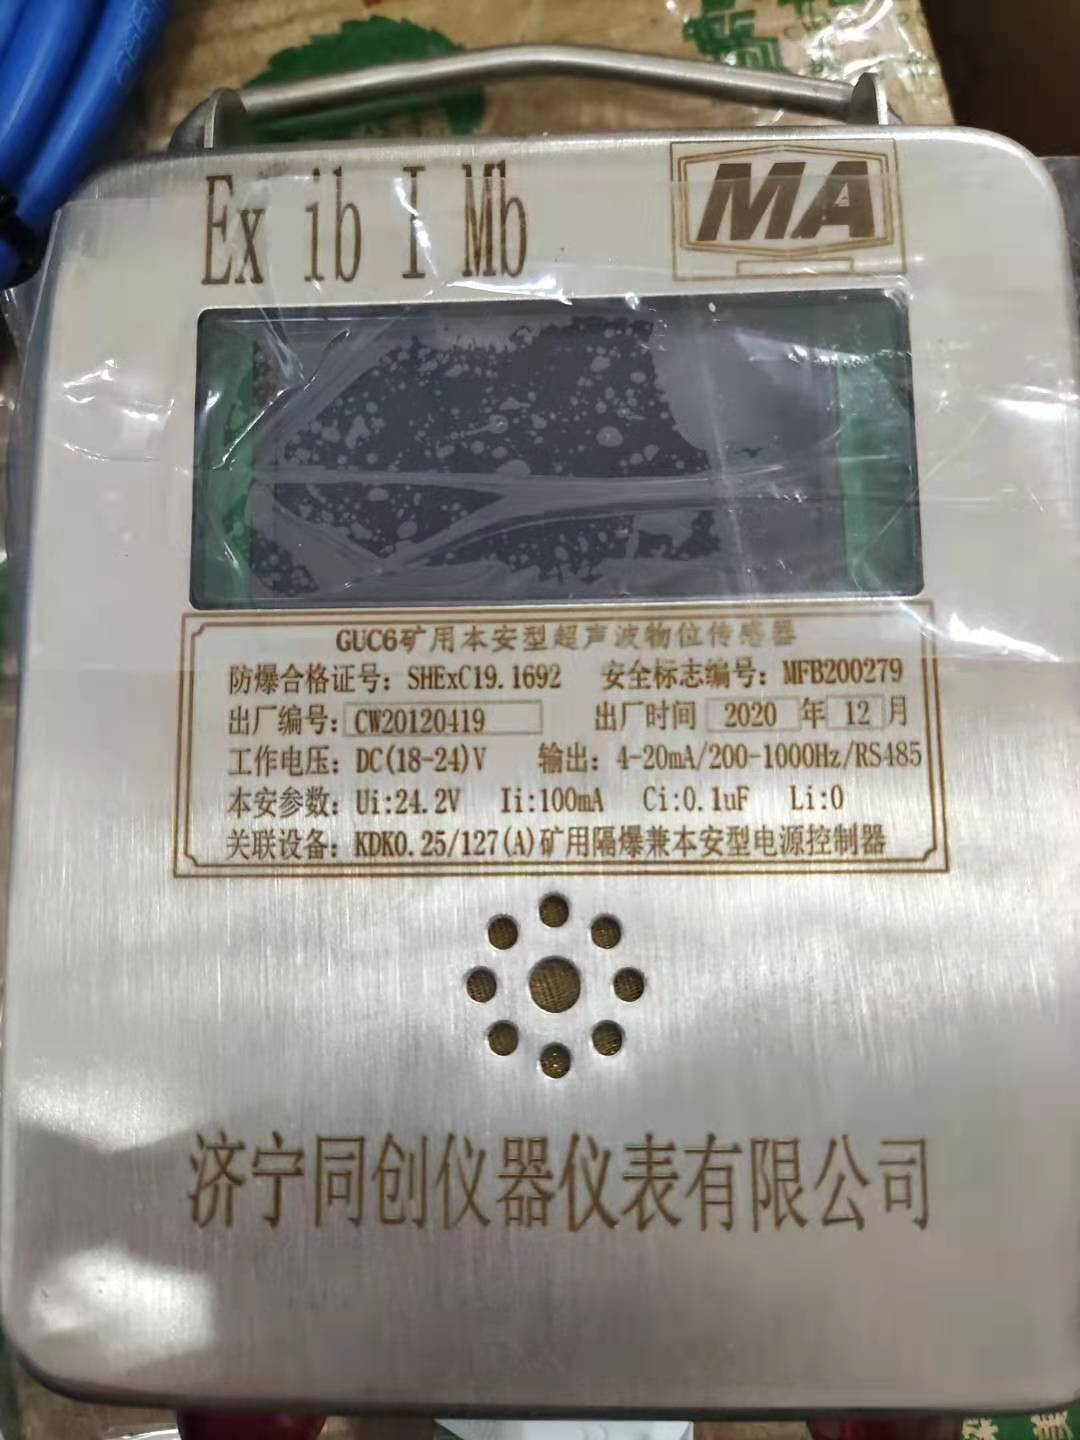 Ex ib I Mb
MA
GUC6矿用本安型超声波物位传感器
防爆合格证号：SHExC19.1692 安全标志编号：MFB200279
出厂编号：CW20120419 出厂时间 2020 年 12 月
工作电压：DC(18-24)V 输出：4-20mA/200-1000Hz/RS485
本安参数：Ui:24.2V Ii:100mA Ci:0.1uF Li:0
关联设备：KDK0.25/127(A)矿用隔爆兼本安型电源控制器
济宁同创仪器仪表有限公司